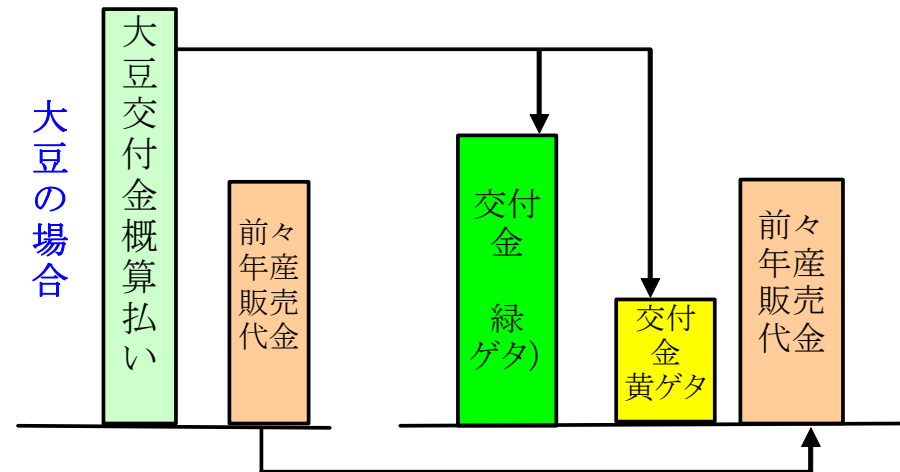 大豆の場合
大豆交付金概算払い
前々
年産
販売
代金
交付
金
緑
ゲタ)
交付
金
黄ゲタ
前々
年産
販売
代金